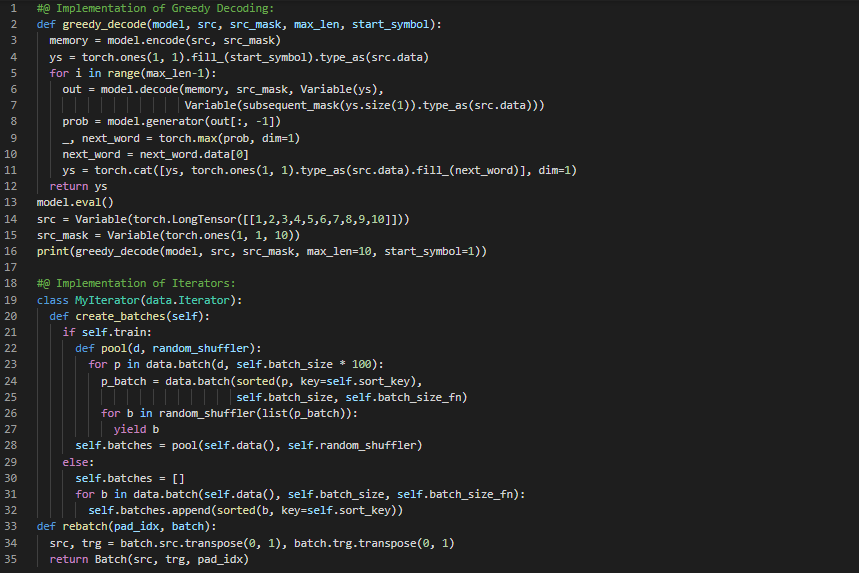 1 #@ Implementation of Greedy Decoding:
2 def greedy_decode(model, src, src_mask, max_len, start_symbol):
3   memory = model.encode(src, src_mask)
4   ys = torch.ones(1, 1).fill_(start_symbol).type_as(src.data)
5   for i in range(max_len-1):
6     out = model.decode(memory, src_mask, Variable(ys),
7                        Variable(subsequent_mask(ys.size(1)).type_as(src.data)))
8     prob = model.generator(out[:, -1])
9     _, next_word = torch.max(prob, dim=1)
10     next_word = next_word.data[0]
11     ys = torch.cat([ys, torch.ones(1, 1).type_as(src.data).fill_(next_word)], dim=1)
12   return ys
13 model.eval()
14 src = Variable(torch.LongTensor([[1,2,3,4,5,6,7,8,9,10]]))
15 src_mask = Variable(torch.ones(1, 1, 10))
16 print(greedy_decode(model, src, src_mask, max_len=10, start_symbol=1))
17
18 #@ Implementation of Iterators:
19 class MyIterator(data.Iterator):
20   def create_batches(self):
21     if self.train:
22       def pool(d, random_shuffler):
23         for p in data.batch(d, self.batch_size * 100):
24           p_batch = data.batch(sorted(p, key=self.sort_key),
25                                self.batch_size, self.batch_size_fn)
26           for b in random_shuffler(list(p_batch)):
27             yield b
28       self.batches = pool(self.data(), self.random_shuffler)
29     else:
30       self.batches = []
31       for b in data.batch(self.data(), self.batch_size, self.batch_size_fn):
32         self.batches.append(sorted(b, key=self.sort_key))
33 def rebatch(pad_idx, batch):
34   src, trg = batch.src.transpose(0, 1), batch.trg.transpose(0, 1)
35   return Batch(src, trg, pad_idx)